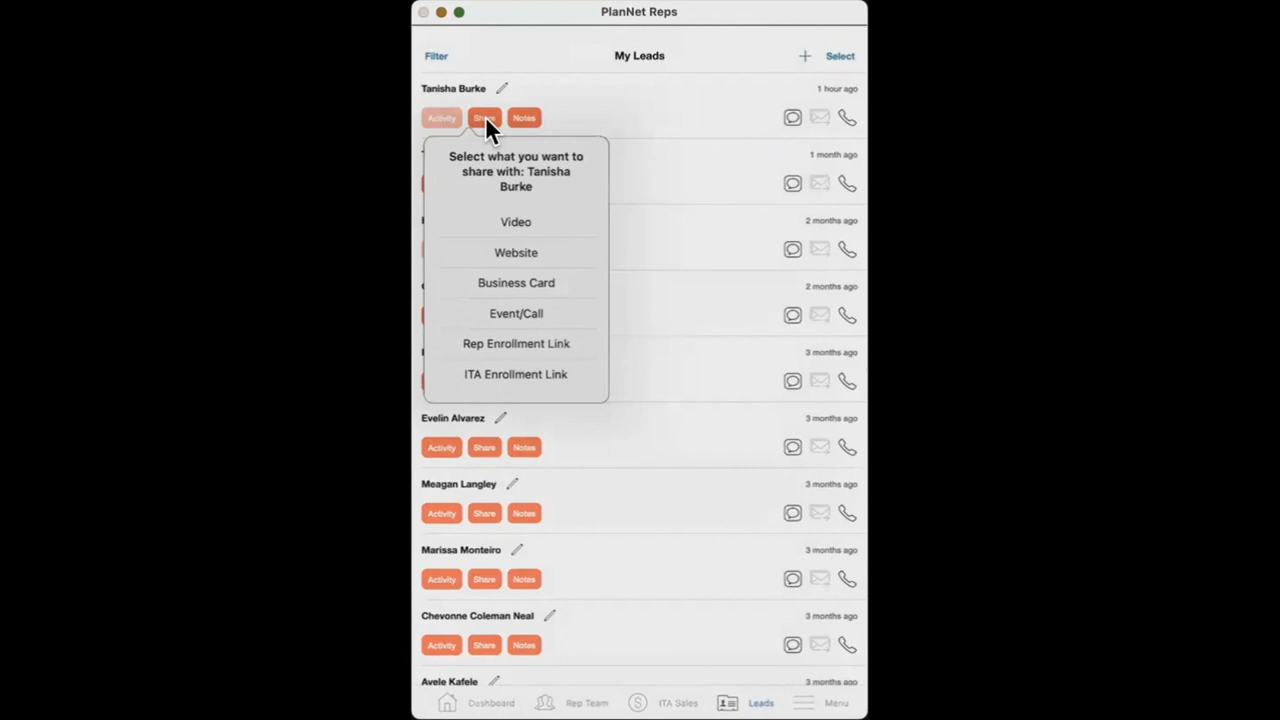 PlanNet Reps
Filter
My Leads
Select
Tanisha Burke
1 hour ago
Activity
Share
Notes
Select what you want to
share with: Tanisha
Burke
Video
Website
Business Card
Event/Call
Rep Enrollment Link
ITA Enrollment Link
1 month ago
2 months ago
2 months ago
3 months ago
Evelin Alvarez
3 months ago
Activity
Share
Notes
Meagan Langley
3 months ago
Activity
Share
Notes
Marissa Monteiro
3 months ago
Activity
Share
Notes
Chevonne Coleman Neal
3 months ago
Activity
Share
Notes
Avele Kafele
3 months ago
Dashboard
Rep Team
ITA Sales
Leads
Menu